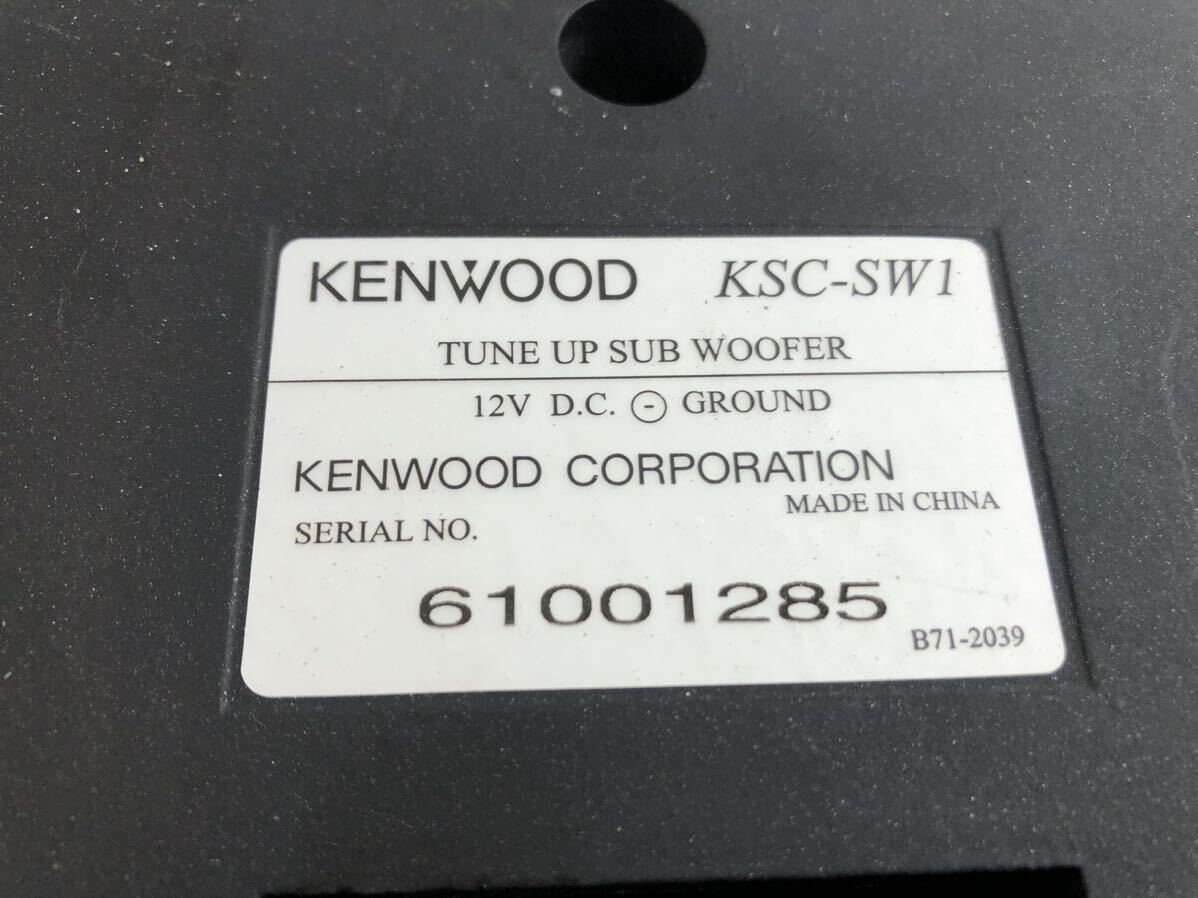 KENWOOD KSC-SW1
TUNE UP SUB WOOFER
12V D.C. ⊖ GROUND
KENWOOD CORPORATION
MADE IN CHINA
SERIAL NO.
61001285
B71-2039